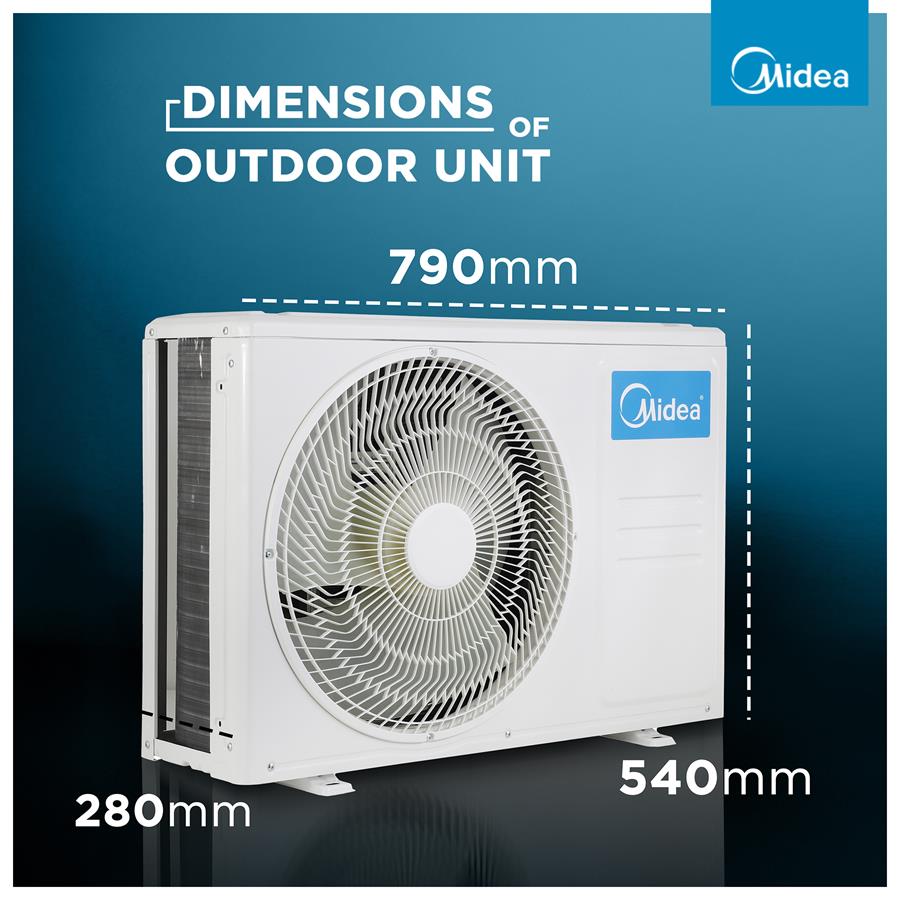 Midea
DIMENSIONS
OF
OUTDOOR UNIT
790mm
Midea®
540mm
280mm